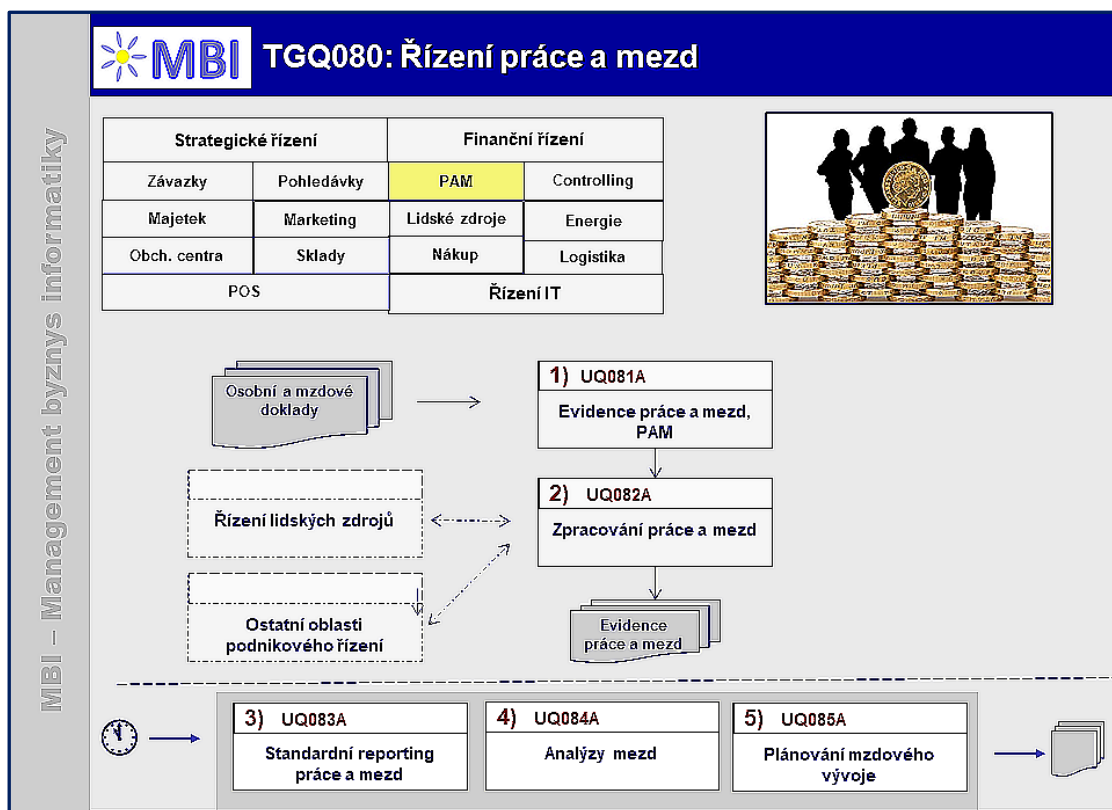 MBI – Management byznys informatiky
MBI
TGQ080: Řízení práce a mezd
Strategické řízení
Finanční řízení
Závazky
Pohledávky
PAM
Controlling
Majetek
Marketing
Lidské zdroje
Energie
Obch. centra
Sklady
Nákup
Logistika
POS
Řízení IT
Osobní a mzdové
doklady
1) UQ081A
Evidence práce a mezd,
PAM
2) UQ082A
Zpracování práce a mezd
Řízení lidských zdrojů
Ostatní oblasti
podnikového řízení
Evidence
práce a mezd
3) UQ083A
Standardní reporting
práce a mezd
4) UQ084A
Analýzy mezd
5) UQ085A
Plánování mzdového
vývoje